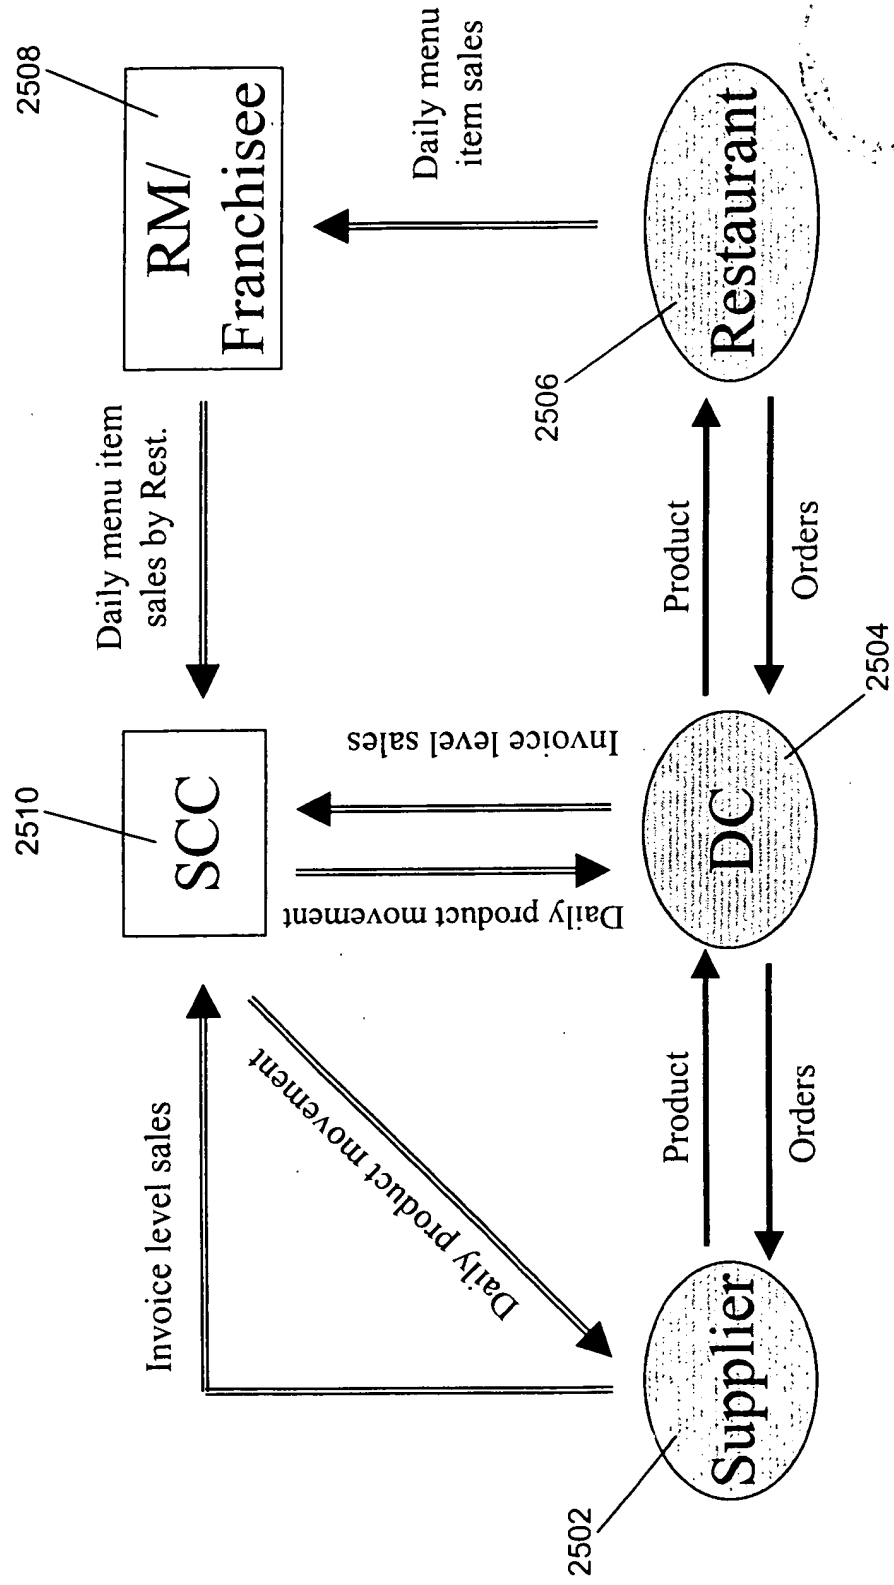 2510
2508
SCC
RM/
Franchisee
Invoice level sales
Daily menu item
sales by Rest.
Daily menu
item sales
Daily product movement
Daily product movement
Invoice level sales
2502
Supplier
Product
Orders
2504
DC
Product
Orders
2506
Restaurant